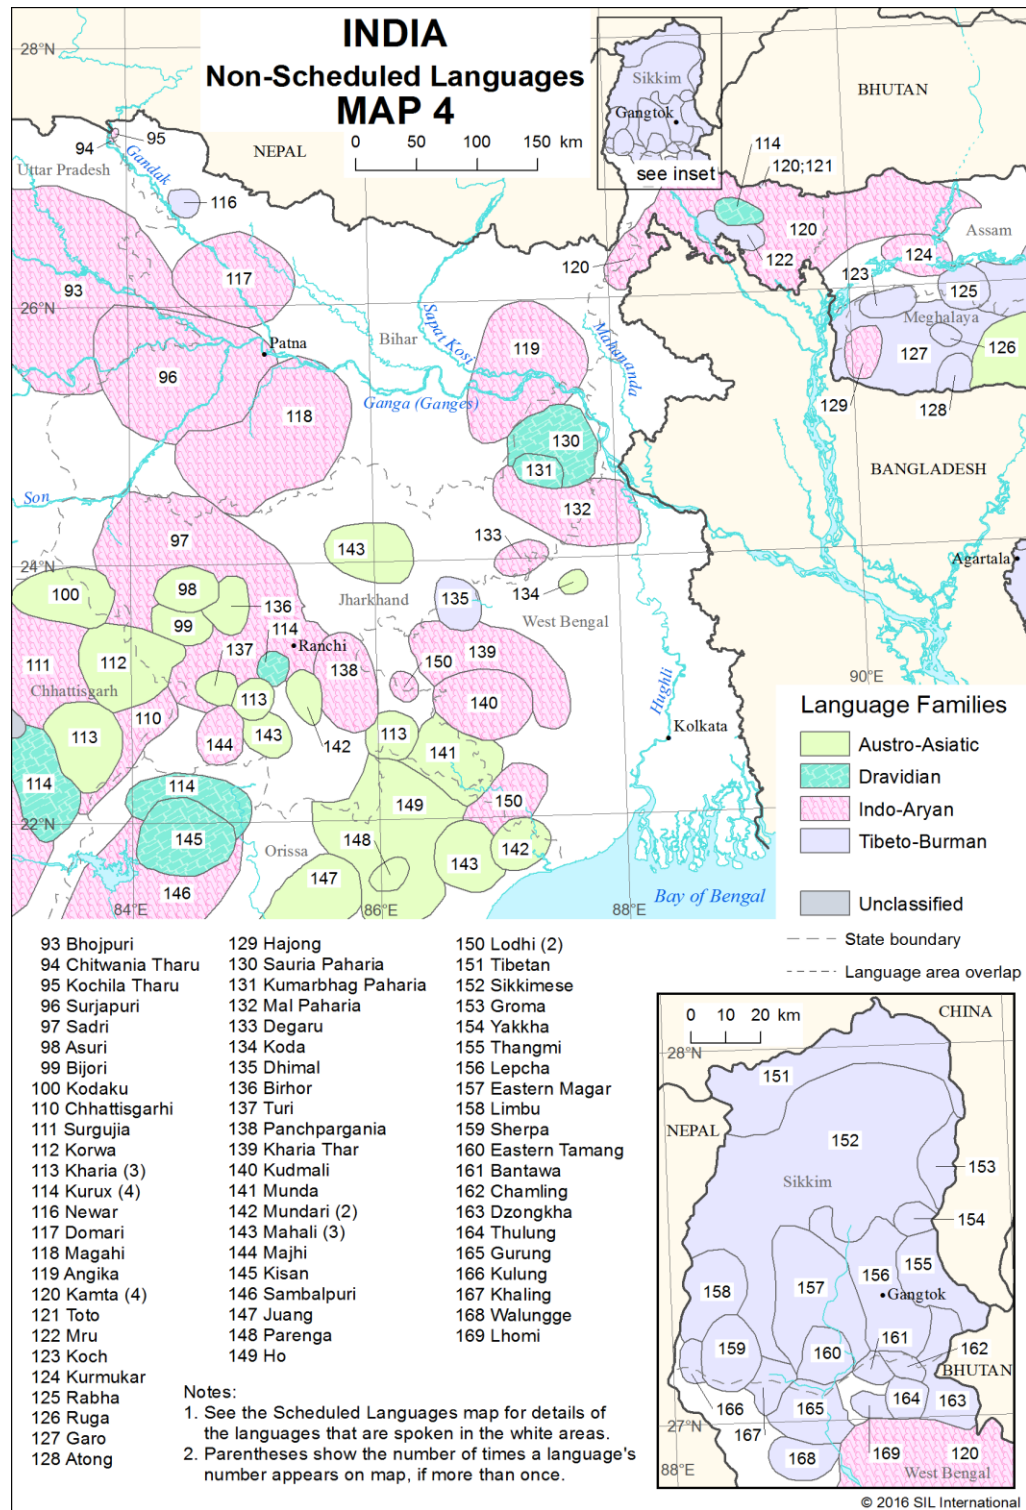 INDIA
Non-Scheduled Languages
MAP 4
0 50 100 150 km
28°N
Sikkim
Gangtok
see inset
BHUTAN
NEPAL
94
95
Gandak
Uttar Pradesh
116
114
120;121
120
122
120
Assam
124
123
125
Meghalaya
126
127
129
128
93
117
26°N
Patna
Bihar
Sapat Kosi
Mahananda
119
96
Ganga (Ganges)
118
130
131
BANGLADESH
Son
132
97
133
143
24°N
Agartala
100
98
136
Jharkhand
135
134
99
West Bengal
114
137
Ranchi
112
111
138
150
139
Chhattisgarh
113
140
110
Hughli
90°E
113
144
143
142
113
141
Kolkata
114
114
149
150
22°N
145
148
142
Orissa
143
147
146
84°E
86°E
88°E
Bay of Bengal
Language Families
Austro-Asiatic
Dravidian
Indo-Aryan
Tibeto-Burman
Unclassified
State boundary
Language area overlap
93 Bhojpuri
94 Chitwania Tharu
95 Kochila Tharu
96 Surjapuri
97 Sadri
98 Asuri
99 Bijori
100 Kodaku
110 Chhattisgarhi
111 Surgujia
112 Korwa
113 Kharia (3)
114 Kurux (4)
116 Newar
117 Domari
118 Magahi
119 Angika
120 Kamta (4)
121 Toto
122 Mru
123 Koch
124 Kurmukar
125 Rabha
126 Ruga
127 Garo
128 Atong
129 Hajong
130 Sauria Paharia
131 Kumarbhag Paharia
132 Mal Paharia
133 Degaru
134 Koda
135 Dhimal
136 Birhor
137 Turi
138 Panchpargania
139 Kharia Thar
140 Kudmali
141 Munda
142 Mundari (2)
143 Mahali (3)
144 Majhi
145 Kisan
146 Sambalpuri
147 Juang
148 Parenga
149 Ho
150 Lodhi (2)
151 Tibetan
152 Sikkimese
153 Groma
154 Yakkha
155 Thangmi
156 Lepcha
157 Eastern Magar
158 Limbu
159 Sherpa
160 Eastern Tamang
161 Bantawa
162 Chamling
163 Dzongkha
164 Thulung
165 Gurung
166 Kulung
167 Khaling
168 Walungge
169 Lhomi
Notes:
1. See the Scheduled Languages map for details of
the languages that are spoken in the white areas.
2. Parentheses show the number of times a language's
number appears on map, if more than once.
0 10 20 km
CHINA
28°N
151
NEPAL
152
153
Sikkim
154
155
156
157
158
Gangtok
161
159
160
162
BHUTAN
164
163
166
165
167
27°N
169
120
168
88°E
West Bengal
© 2016 SIL International